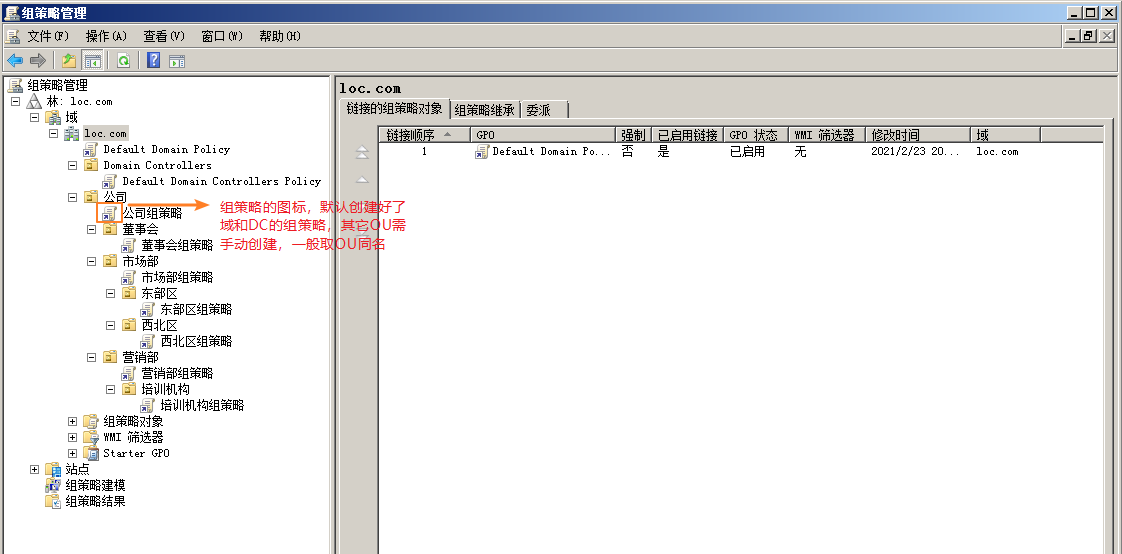 组策略管理
文件(F) 操作(A) 查看(V) 窗口(W) 帮助(H)
组策略管理
林: loc.com
域
loc.com
Default Domain Policy
Domain Controllers
Default Domain Controllers Policy
公司
公司组策略
董事会
董事会组策略
市场部
市场部组策略
东部区
东部区组策略
西北区
西北区组策略
营销部
营销部组策略
培训机构
培训机构组策略
组策略对象
WMI 筛选器
Starter GPO
站点
组策略建模
组策略结果
组策略的图标，默认创建好了
域和DC的组策略，其它OU需
手动创建，一般取OU同名
loc.com
链接的组策略对象 组策略继承 委派
链接顺序 GPO 强制 已启用链接 GPO 状态 WMI 筛选器 修改时间 域
1 Default Domain Po... 否 是 已启用 无 2021/2/23 20... loc.com